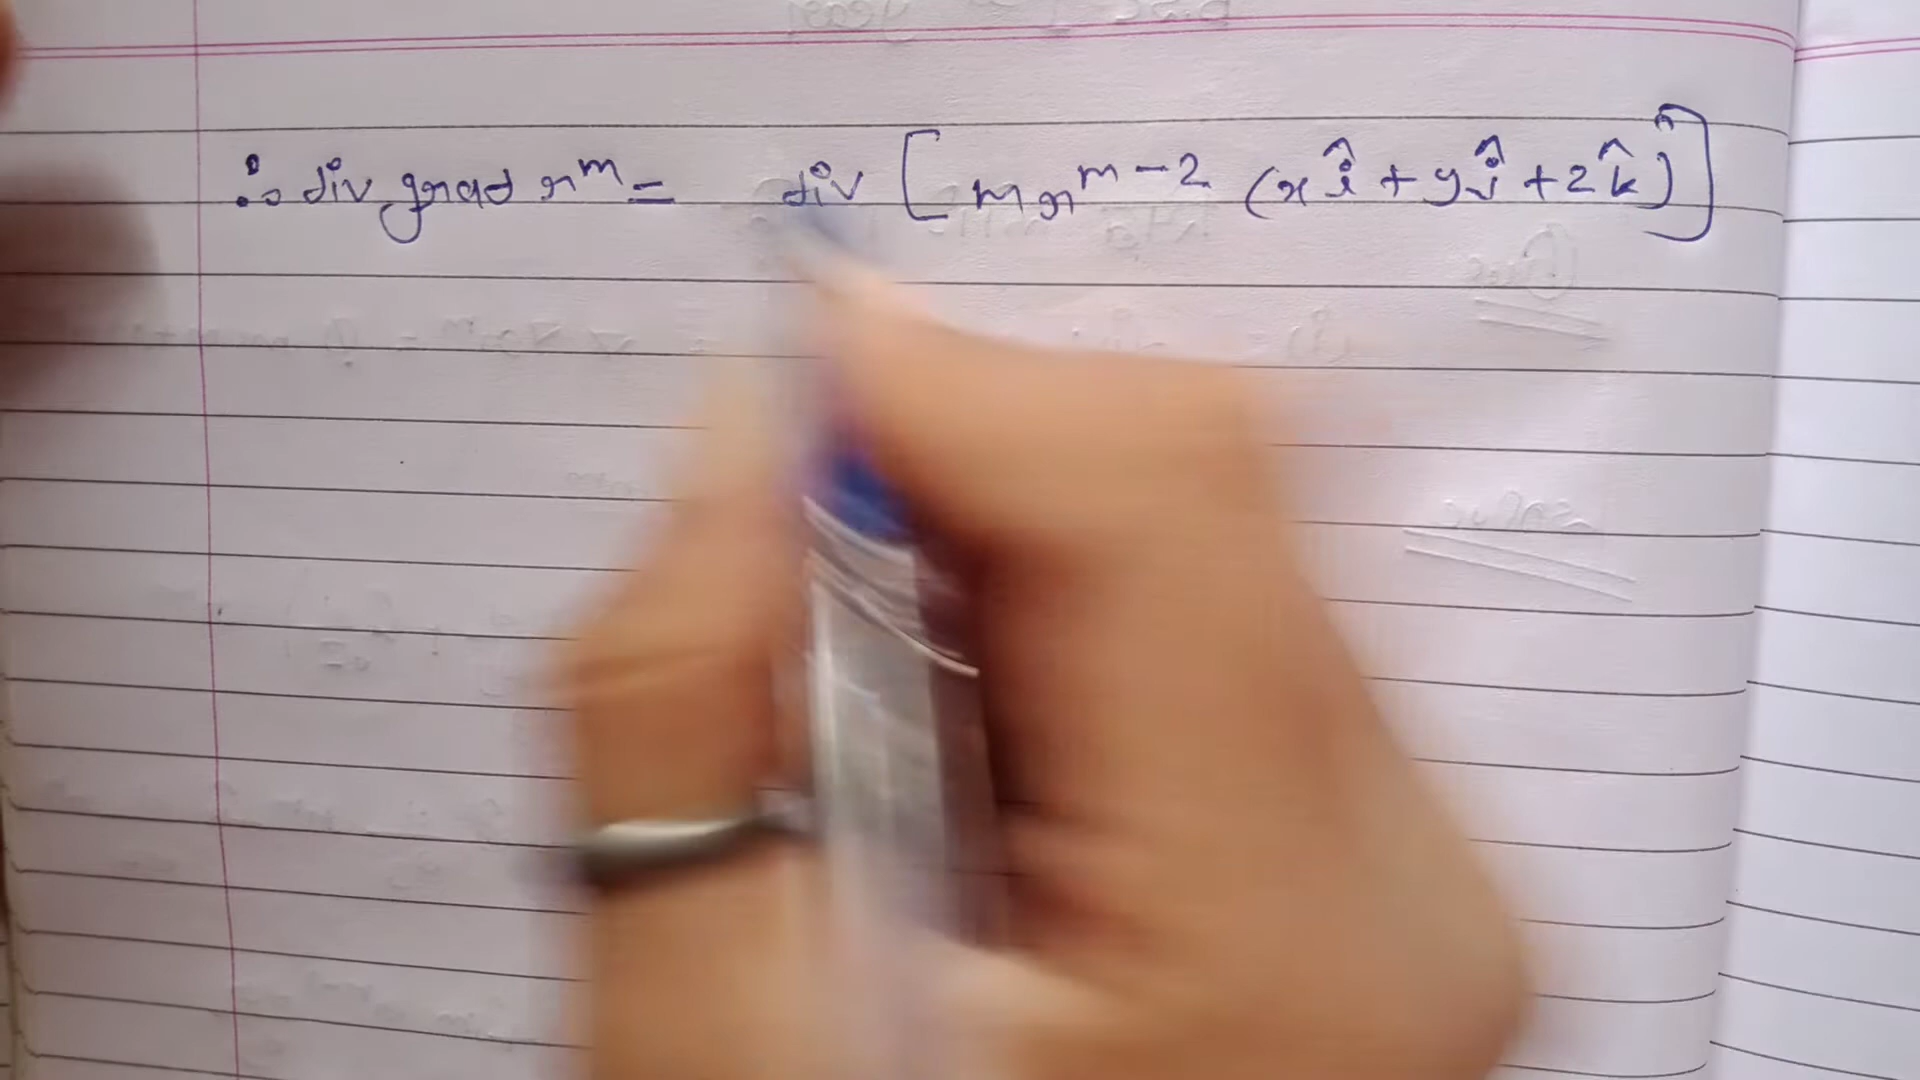 ∴ div grad r^m = div [ m r^{m-2} (x î + y ĵ + z k̂) ]